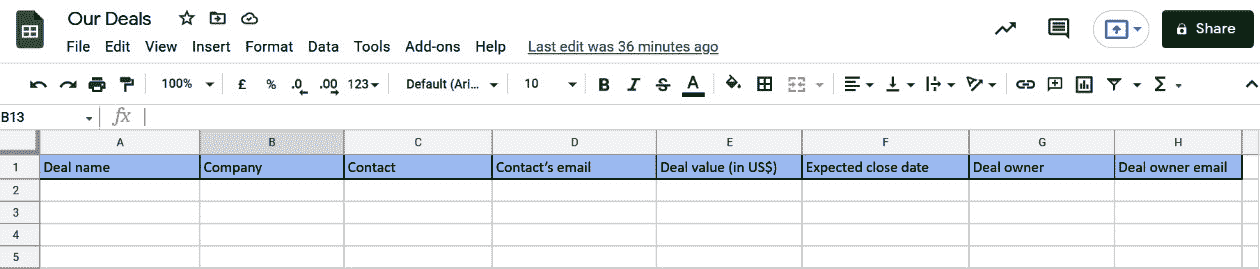 Our Deals
File Edit View Insert Format Data Tools Add-ons Help Last edit was 36 minutes ago
Share
100% £ % .0 .00 123 Default (Ari... 10 B I S A Σ
B13 fx
A B C D E F G H
1 Deal name Company Contact Contact's email Deal value (in US$) Expected close date Deal owner Deal owner email
2
3
4
5